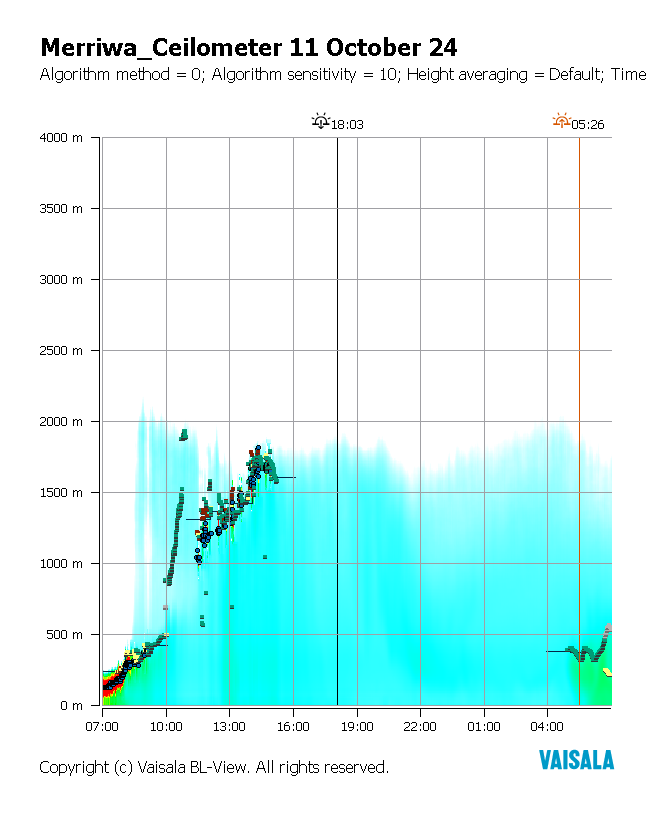 Merriwa_Ceilometer 11 October 24
Algorithm method = 0; Algorithm sensitivity = 10; Height averaging = Default; Time
18:03
05:26
4000 m
3500 m
3000 m
2500 m
2000 m
1500 m
1000 m
500 m
0 m
07:00 10:00 13:00 16:00 19:00 22:00 01:00 04:00
VAISALA
Copyright (c) Vaisala BL-View. All rights reserved.